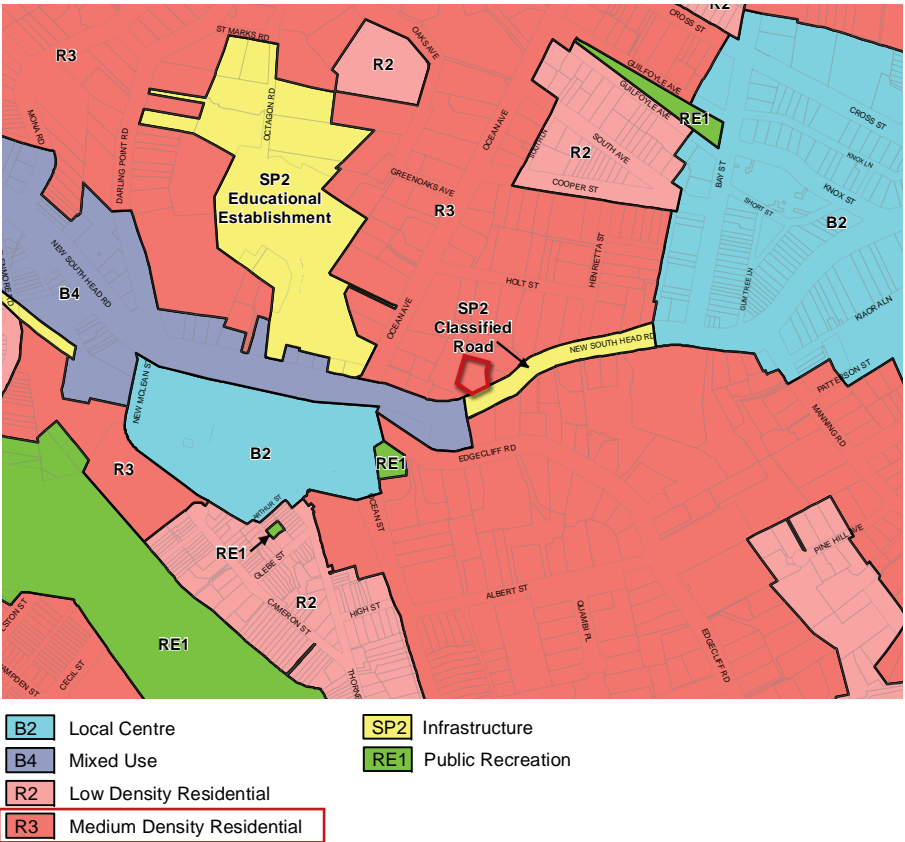 R2
CROSS ST
ST MARKS RD
OAKS AVE
R3
R2
GUILFOYLE AVE
GUILFOYLE AVE
RE1
OCTAGON RD
MONA RD
DARLING POINT RD
OCEAN AVE
SOUTH LN
SOUTH AVE
R2
COOPER ST
CROSS ST
KNOX LN
KNOX ST
BAY ST
SHORT ST
B2
SP2
Educational
Establishment
GREENOAKS AVE
R3
HENRIETTA ST
HOLT ST
GUM TREE LN
KIAORA LN
NEW SOUTH HEAD RD
B4
OCEAN AVE
SP2
Classified
Road
NEW SOUTH HEAD RD
PATTERSON ST
NEW MCLEAN ST
MANNING RD
B2
RE1
EDGECLIFF RD
R3
OCEAN ST
ARTHUR ST
RE1
GLEBE ST
PINE HILL AVE
R2
CAMERON ST
HIGH ST
ALBERT ST
QUAMBI PL
EDGECLIFF RD
RE1
CECIL ST
B2 Local Centre
B4 Mixed Use
R2 Low Density Residential
R3 Medium Density Residential
SP2 Infrastructure
RE1 Public Recreation